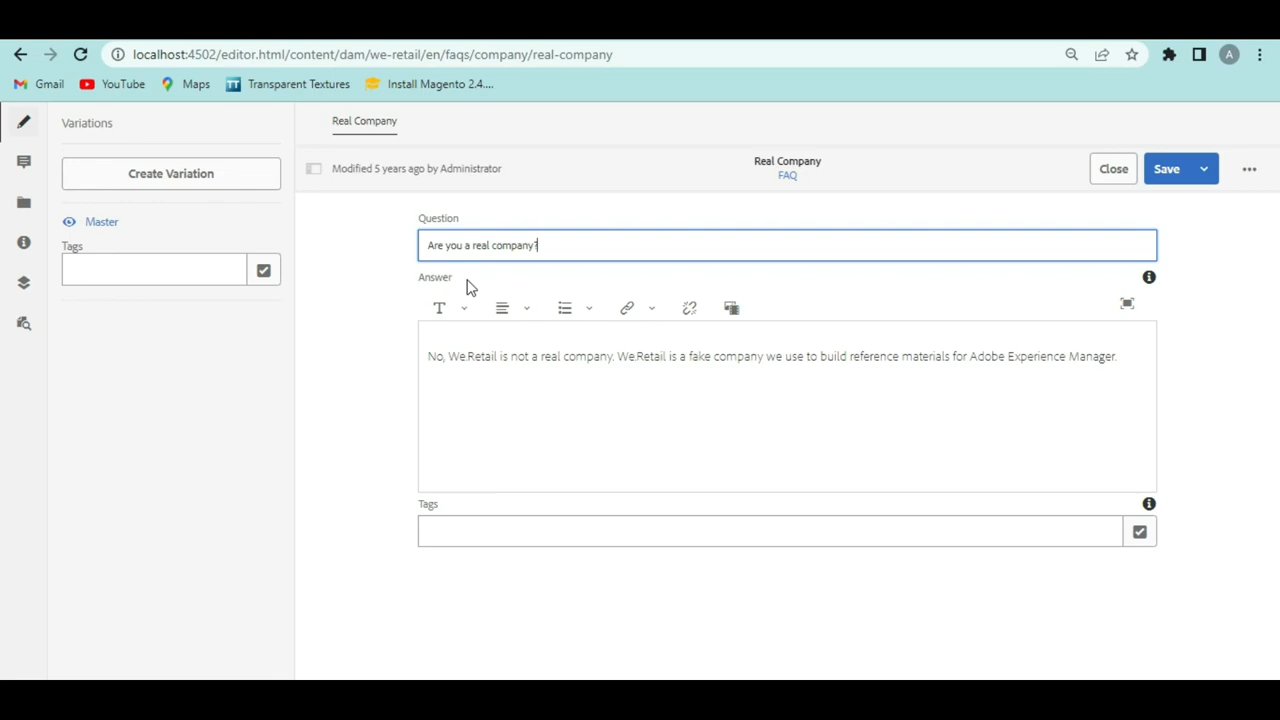 localhost:4502/editor.html/content/dam/we-retail/en/faqs/company/real-company
A
Gmail
YouTube
Maps
TT Transparent Textures
Install Magento 2.4....
Variations
Create Variation
Master
Tags
Real Company
Modified 5 years ago by Administrator
Real Company
FAQ
Close
Save
Question
Are you a real company?
Answer
T
No, We.Retail is not a real company. We.Retail is a fake company we use to build reference materials for Adobe Experience Manager.
Tags